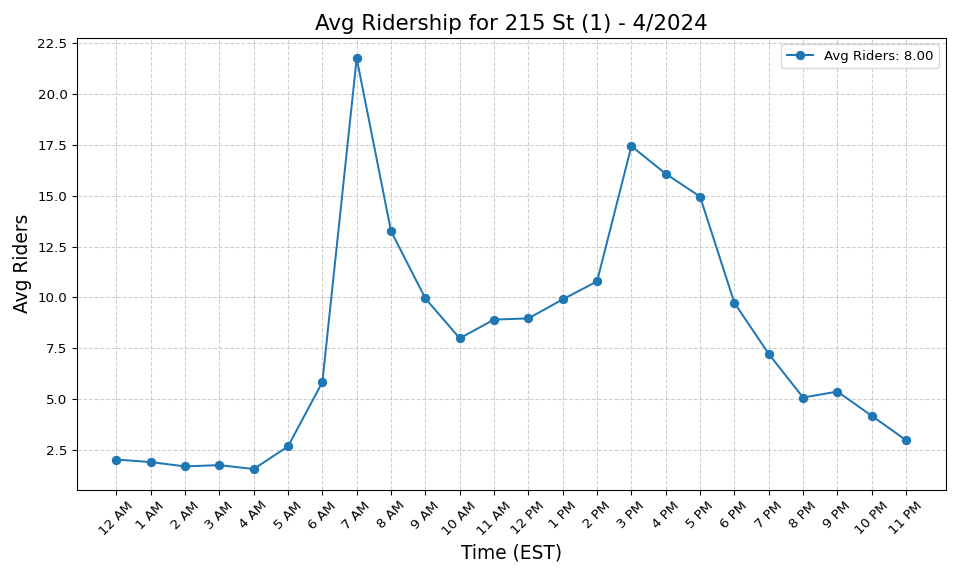 Avg Ridership for 215 St (1) - 4/2024
Avg Riders: 8.00
22.5
20.0
17.5
15.0
12.5
10.0
7.5
5.0
2.5
Avg Riders
12 AM
1 AM
2 AM
3 AM
4 AM
5 AM
6 AM
7 AM
8 AM
9 AM
10 AM
11 AM
12 PM
1 PM
2 PM
3 PM
4 PM
5 PM
6 PM
7 PM
8 PM
9 PM
10 PM
11 PM
Time (EST)